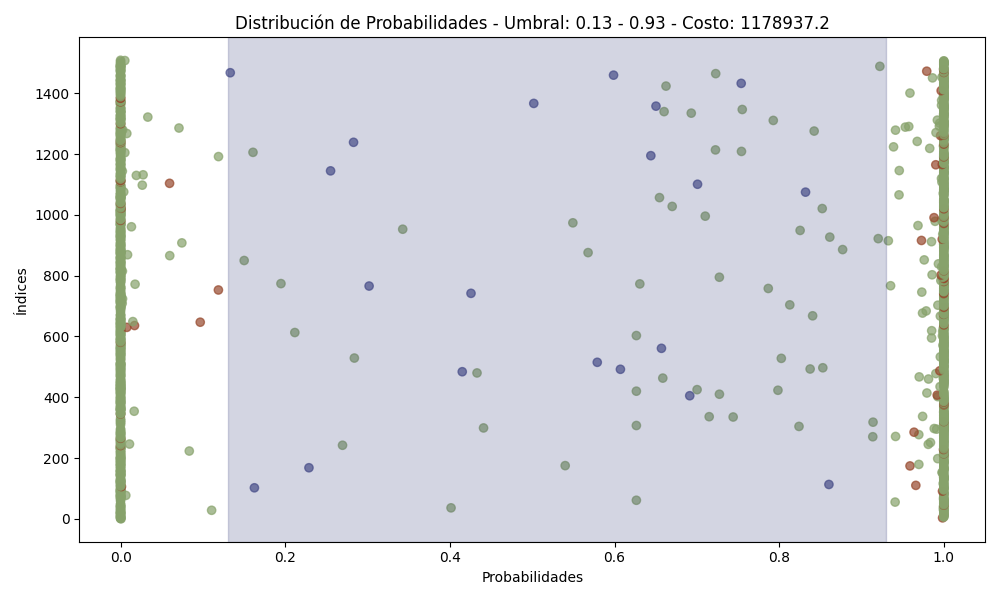 Distribución de Probabilidades - Umbral: 0.13 - 0.93 - Costo: 1178937.2
Índices
1400
1200
1000
800
600
400
200
0
0.0 0.2 0.4 0.6 0.8 1.0
Probabilidades